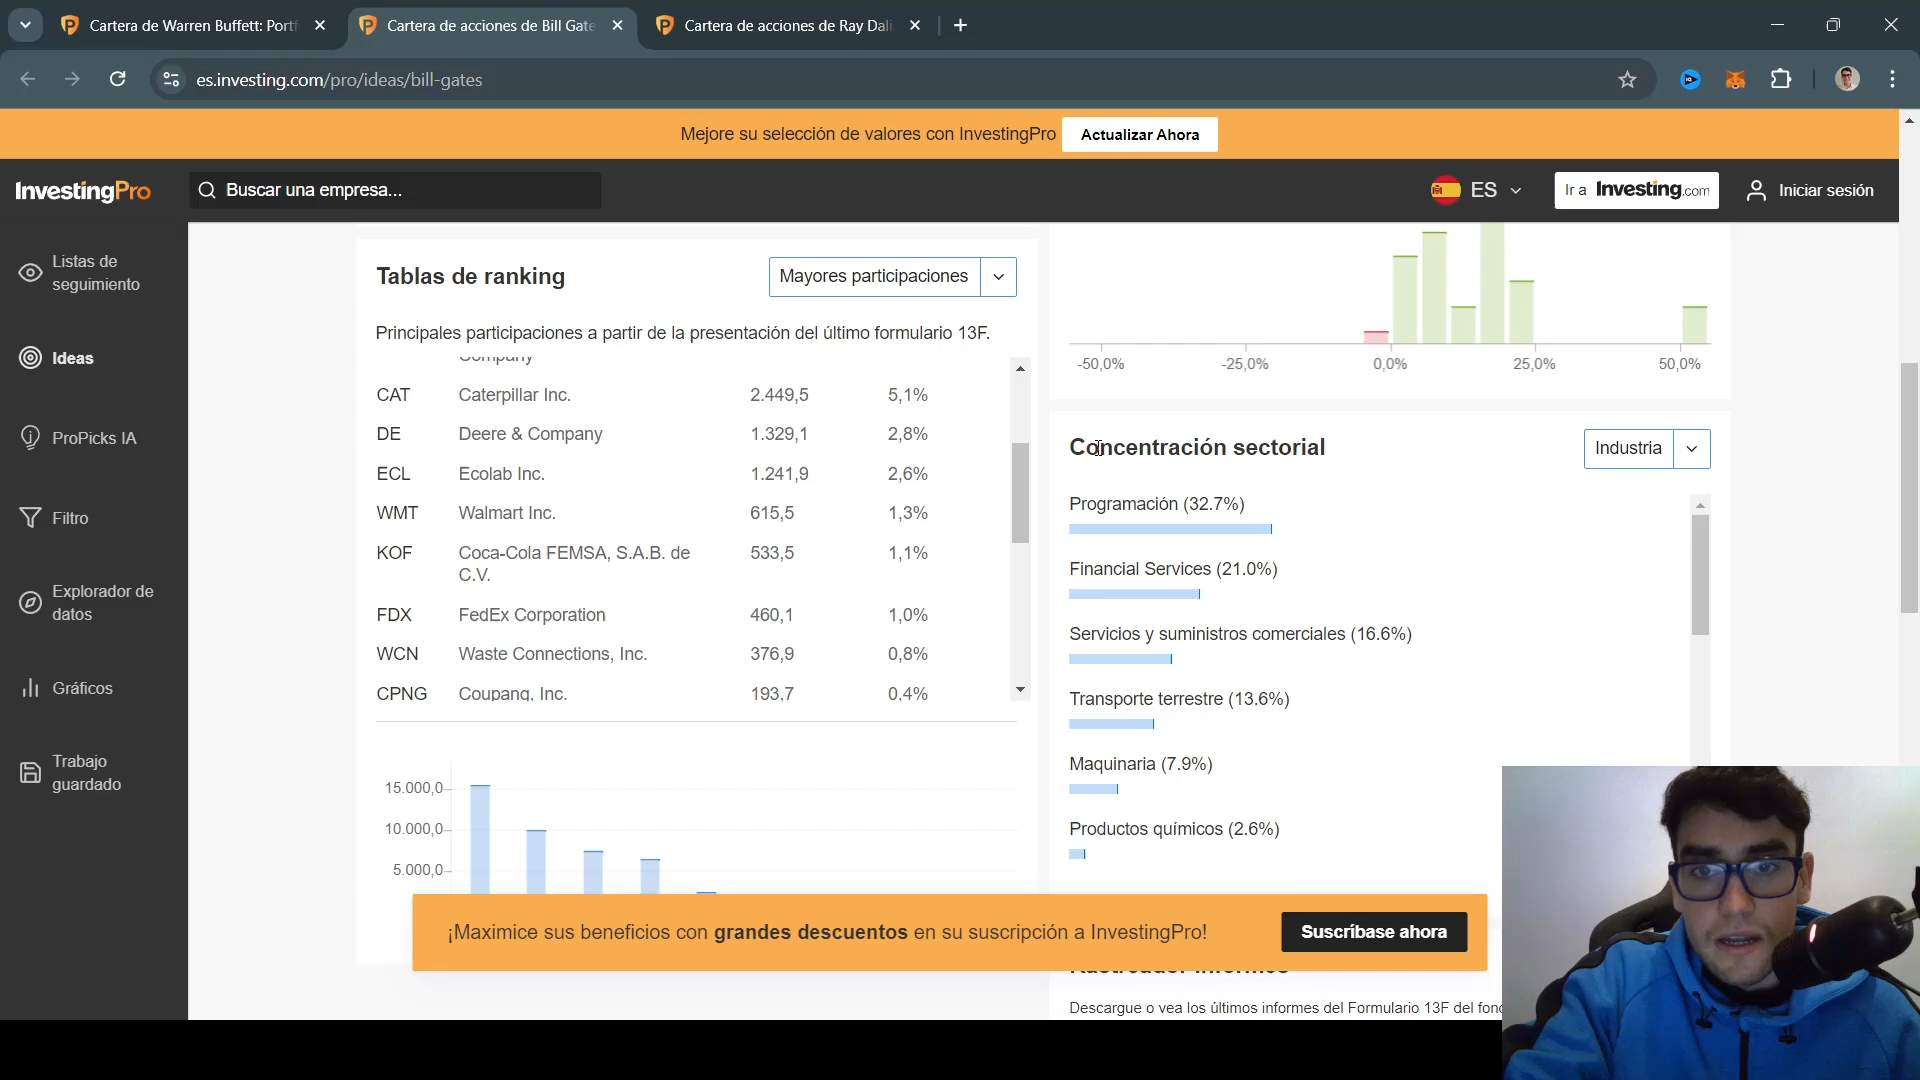 Cartera de Warren Buffett: Portf
Cartera de acciones de Bill Gate
Cartera de acciones de Ray Dali
es.investing.com/pro/ideas/bill-gates
Mejore su selección de valores con InvestingPro
Actualizar Ahora
InvestingPro
Buscar una empresa...
ES
Ir a Investing.com
Iniciar sesión
Listas de
seguimiento
Ideas
ProPicks IA
Filtro
Explorador de
datos
Gráficos
Trabajo
guardado
Tablas de ranking
Mayores participaciones
Principales participaciones a partir de la presentación del último formulario 13F.
Company
CAT Caterpillar Inc. 2.449,5 5,1%
DE Deere & Company 1.329,1 2,8%
ECL Ecolab Inc. 1.241,9 2,6%
WMT Walmart Inc. 615,5 1,3%
KOF Coca-Cola FEMSA, S.A.B. de 533,5 1,1%
C.V.
FDX FedEx Corporation 460,1 1,0%
WCN Waste Connections, Inc. 376,9 0,8%
CPNG Coupang, Inc. 193,7 0,4%
15.000,0
10.000,0
5.000,0
-50,0% -25,0% 0,0% 25,0% 50,0%
Concentración sectorial
Industria
Programación (32.7%)
Financial Services (21.0%)
Servicios y suministros comerciales (16.6%)
Transporte terrestre (13.6%)
Maquinaria (7.9%)
Productos químicos (2.6%)
¡Maximice sus beneficios con grandes descuentos en su suscripción a InvestingPro!
Suscríbase ahora
Descargue o vea los últimos informes del Formulario 13F del fond